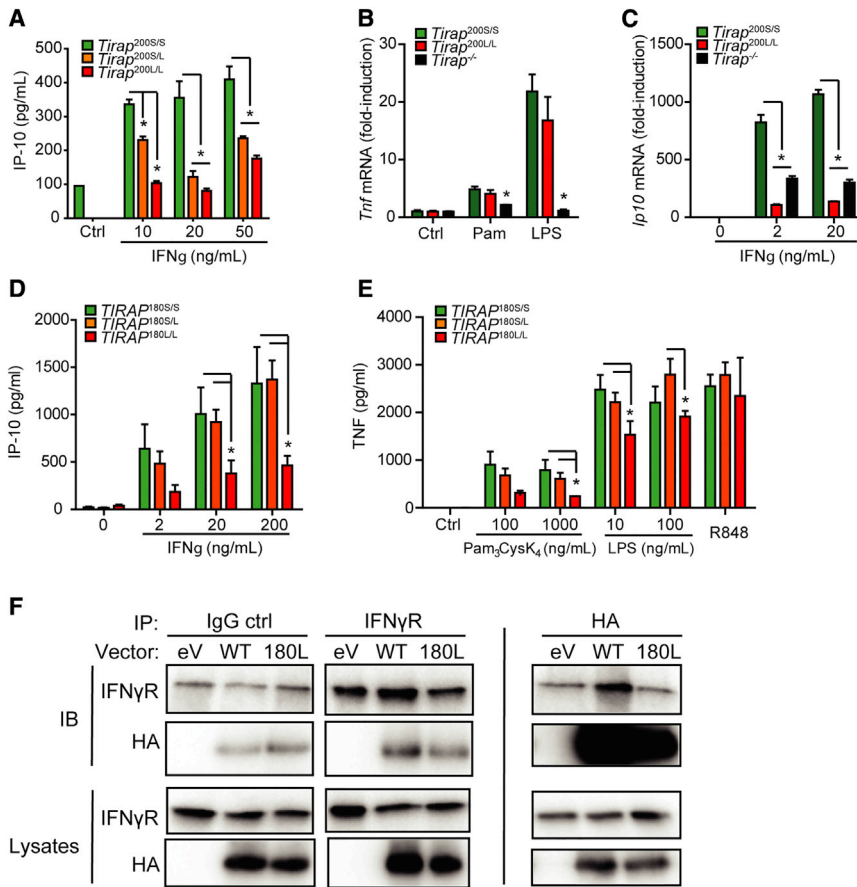 A
Tirap200S/S
Tirap200S/L
Tirap200L/L
IP-10 (pg/mL)
500
400
300
200
100
0
*
*
*
*
Ctrl
10
20
50
IFNg (ng/mL)
B
Tirap200S/S
Tirap200L/L
Tirap-/-
Tnf mRNA (fold-induction)
30
20
10
0
*
*
Ctrl
Pam
LPS
C
Tirap200S/S
Tirap200L/L
Tirap-/-
Ip10 mRNA (fold-induction)
1500
1000
500
0
*
*
0
2
20
IFNg (ng/mL)
D
TIRAP180S/S
TIRAP180S/L
TIRAP180L/L
IP-10 (pg/ml)
2000
1500
1000
500
0
*
*
0
2
20
200
IFNg (ng/mL)
E
TIRAP180S/S
TIRAP180S/L
TIRAP180L/L
TNF (pg/ml)
4000
3000
2000
1000
0
*
*
*
Ctrl
100
1000
10
100
R848
Pam3CysK4 (ng/mL)
LPS (ng/mL)
F
IP:
IgG ctrl
IFNγR
HA
Vector:
eV WT 180L
eV WT 180L
eV WT 180L
IB
IFNγR
HA
Lysates
IFNγR
HA